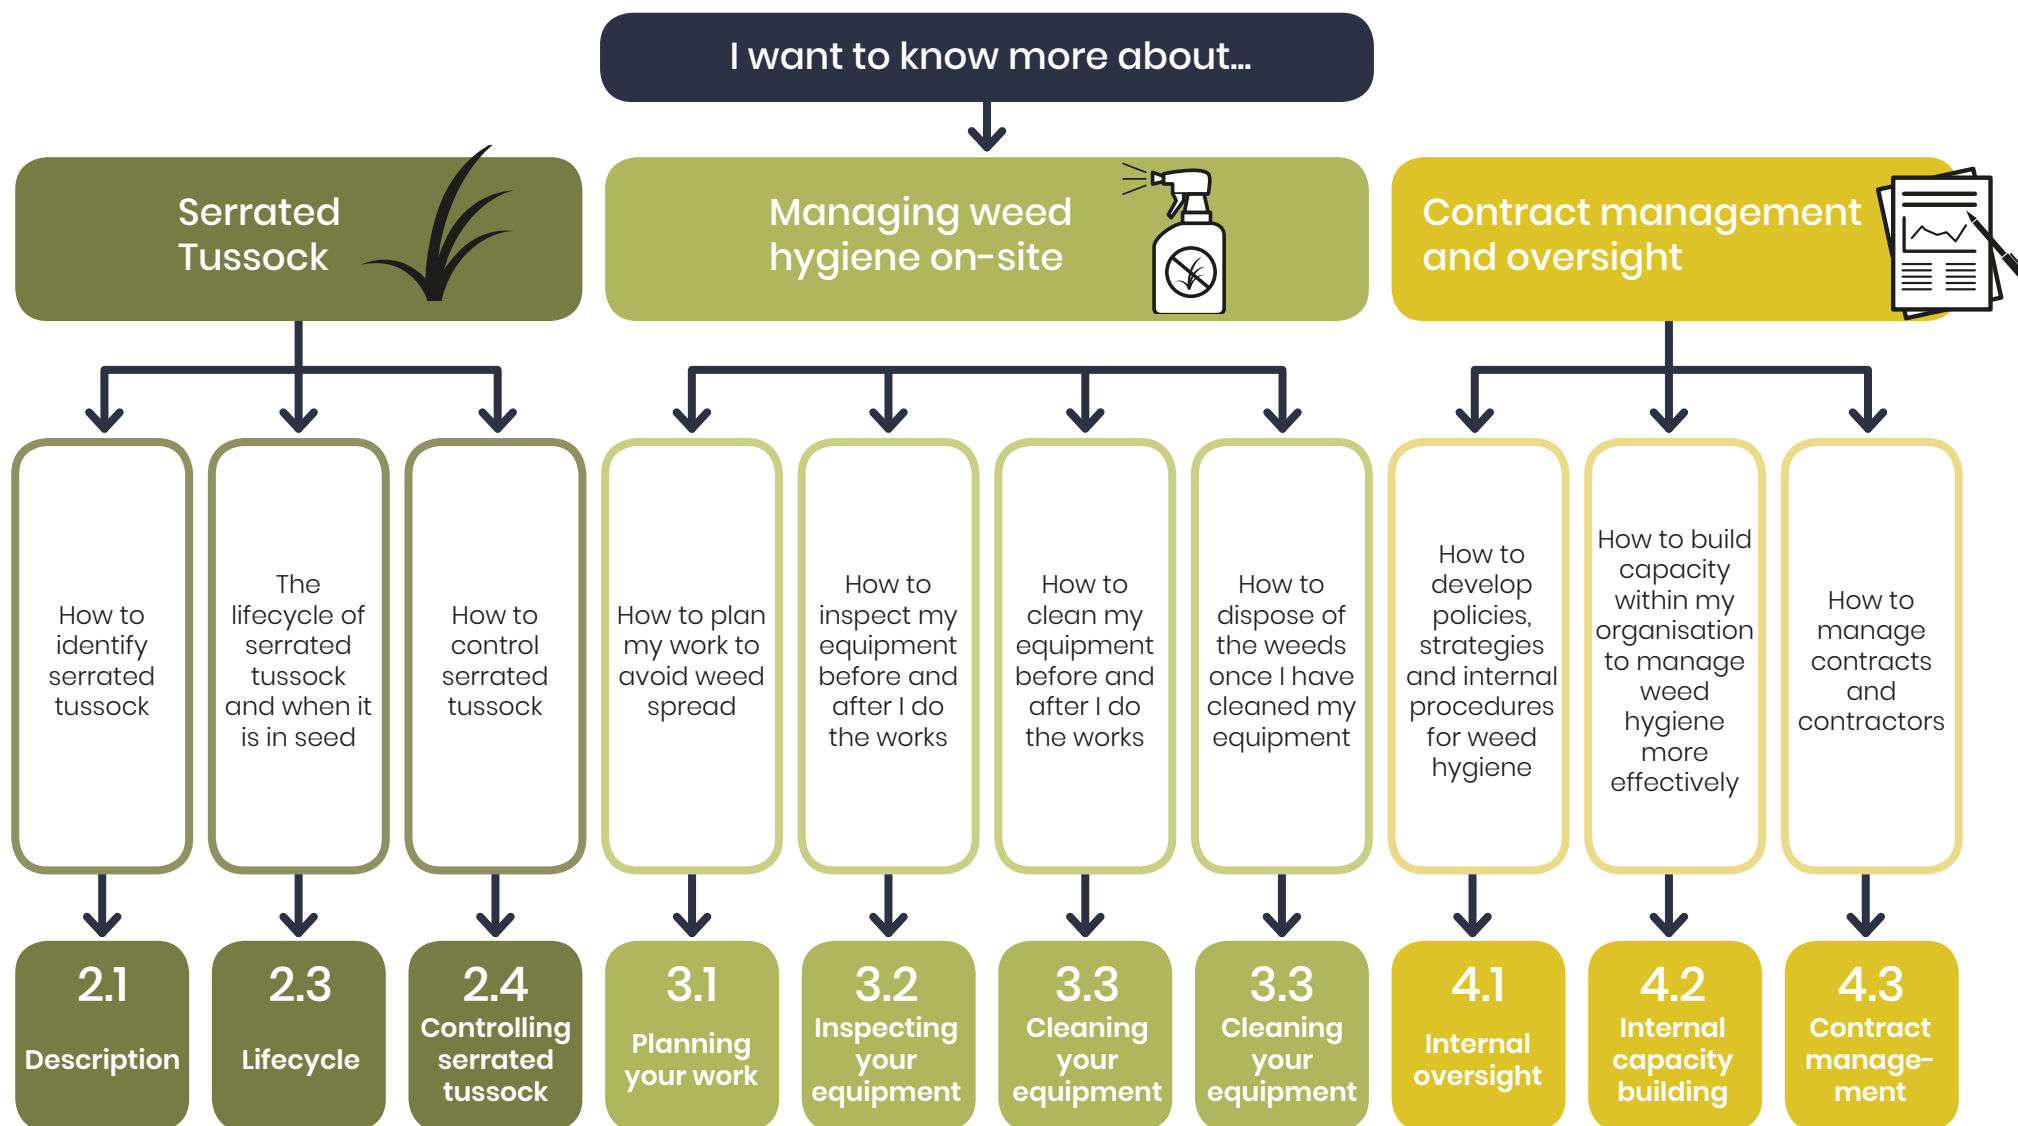 I want to know more about...
Serrated
Tussock
Managing weed
hygiene on-site
Contract management
and oversight
How to
identify
serrated
tussock
The
lifecycle of
serrated
tussock
and when it
is in seed
How to
control
serrated
tussock
How to plan
my work to
avoid weed
spread
How to
inspect my
equipment
before and
after I do
the works
How to
clean my
equipment
before and
after I do
the works
How to
dispose of
the weeds
once I have
cleaned my
equipment
How to
develop
policies,
strategies
and internal
procedures
for weed
hygiene
How to build
capacity
within my
organisation
to manage
weed
hygiene
more
effectively
How to
manage
contracts
and
contractors
2.1
Description
2.3
Lifecycle
2.4
Controlling
serrated
tussock
3.1
Planning
your work
3.2
Inspecting
your
equipment
3.3
Cleaning
your
equipment
3.3
Cleaning
your
equipment
4.1
Internal
oversight
4.2
Internal
capacity
building
4.3
Contract
manage-
ment